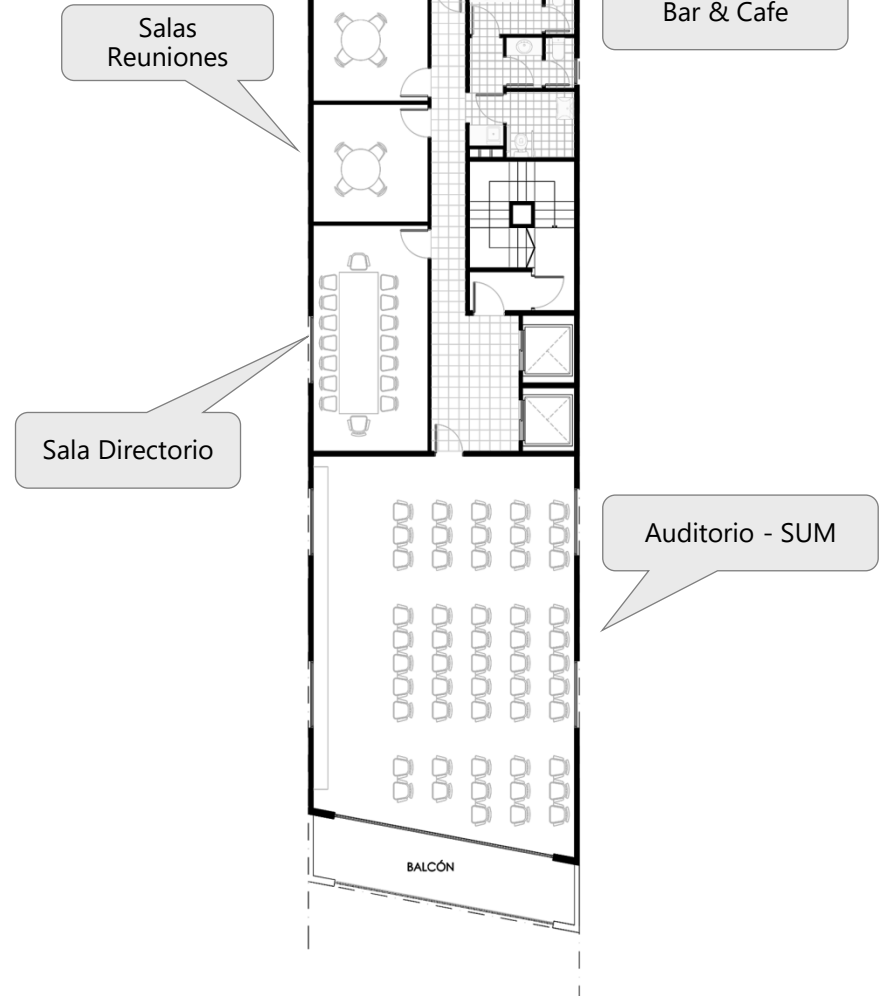 Bar & Cafe
Salas
Reuniones
Sala Directorio
Auditorio - SUM
BALCÓN